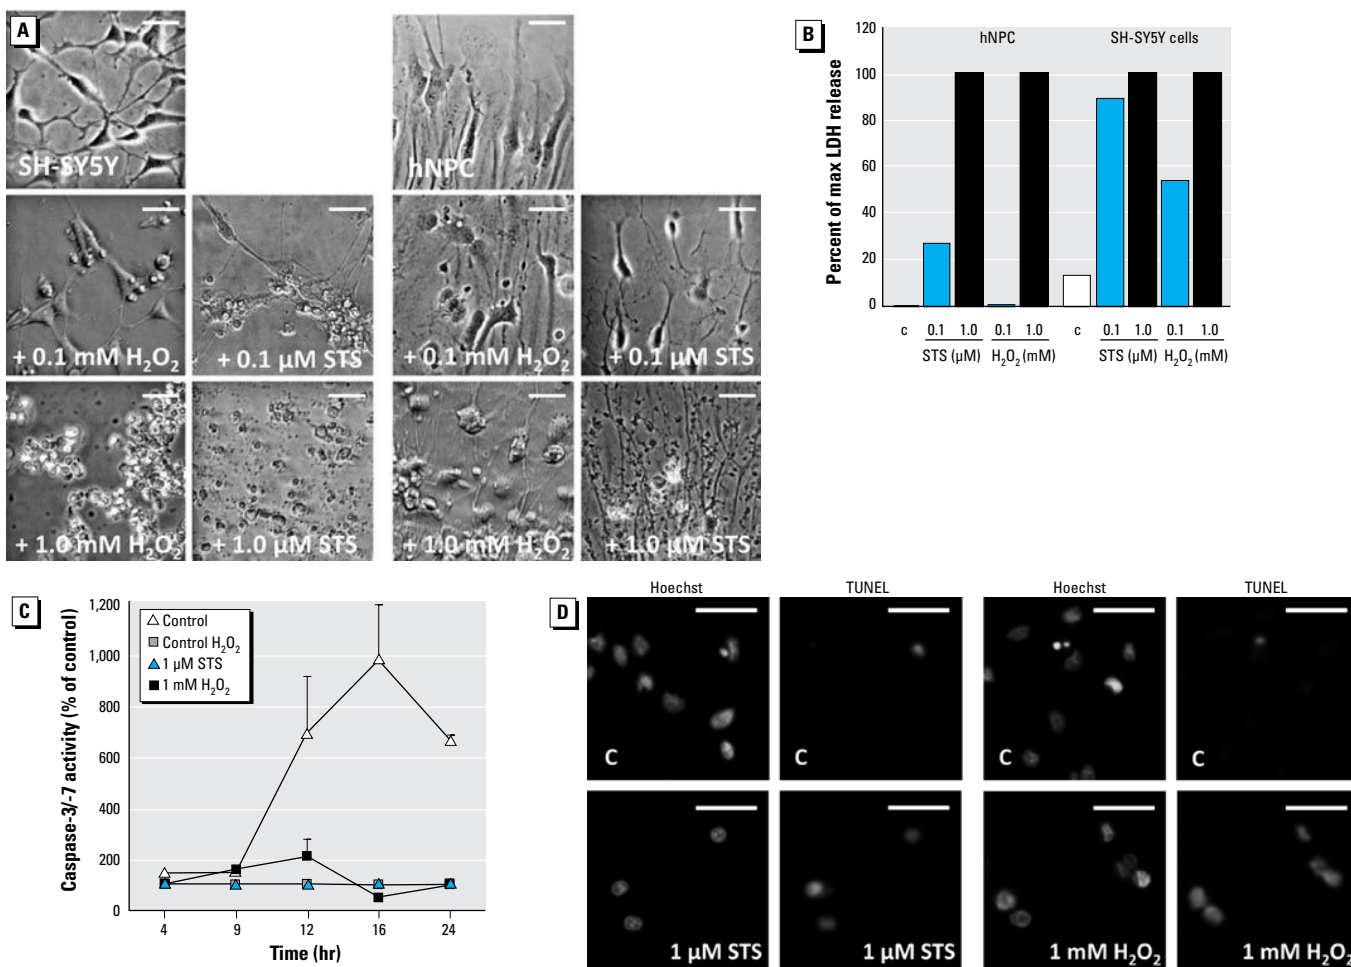 A
SH-SY5Y
hNPC
+ 0.1 mM H₂O₂
+ 0.1 µM STS
+ 0.1 mM H₂O₂
+ 0.1 µM STS
+ 1.0 mM H₂O₂
+ 1.0 µM STS
+ 1.0 mM H₂O₂
+ 1.0 µM STS
B
Percent of max LDH release
120
100
80
60
40
20
0
hNPC
SH-SY5Y cells
c 0.1 1.0 0.1 1.0 c 0.1 1.0 0.1 1.0
STS (µM) H₂O₂ (mM) STS (µM) H₂O₂ (mM)
C
Caspase-3/-7 activity (% of control)
1,200
1,000
800
600
400
200
0
Control
Control H₂O₂
1 µM STS
1 mM H₂O₂
4 9 12 16 24
Time (hr)
D
Hoechst TUNEL Hoechst TUNEL
C C C C
1 µM STS 1 µM STS 1 mM H₂O₂ 1 mM H₂O₂